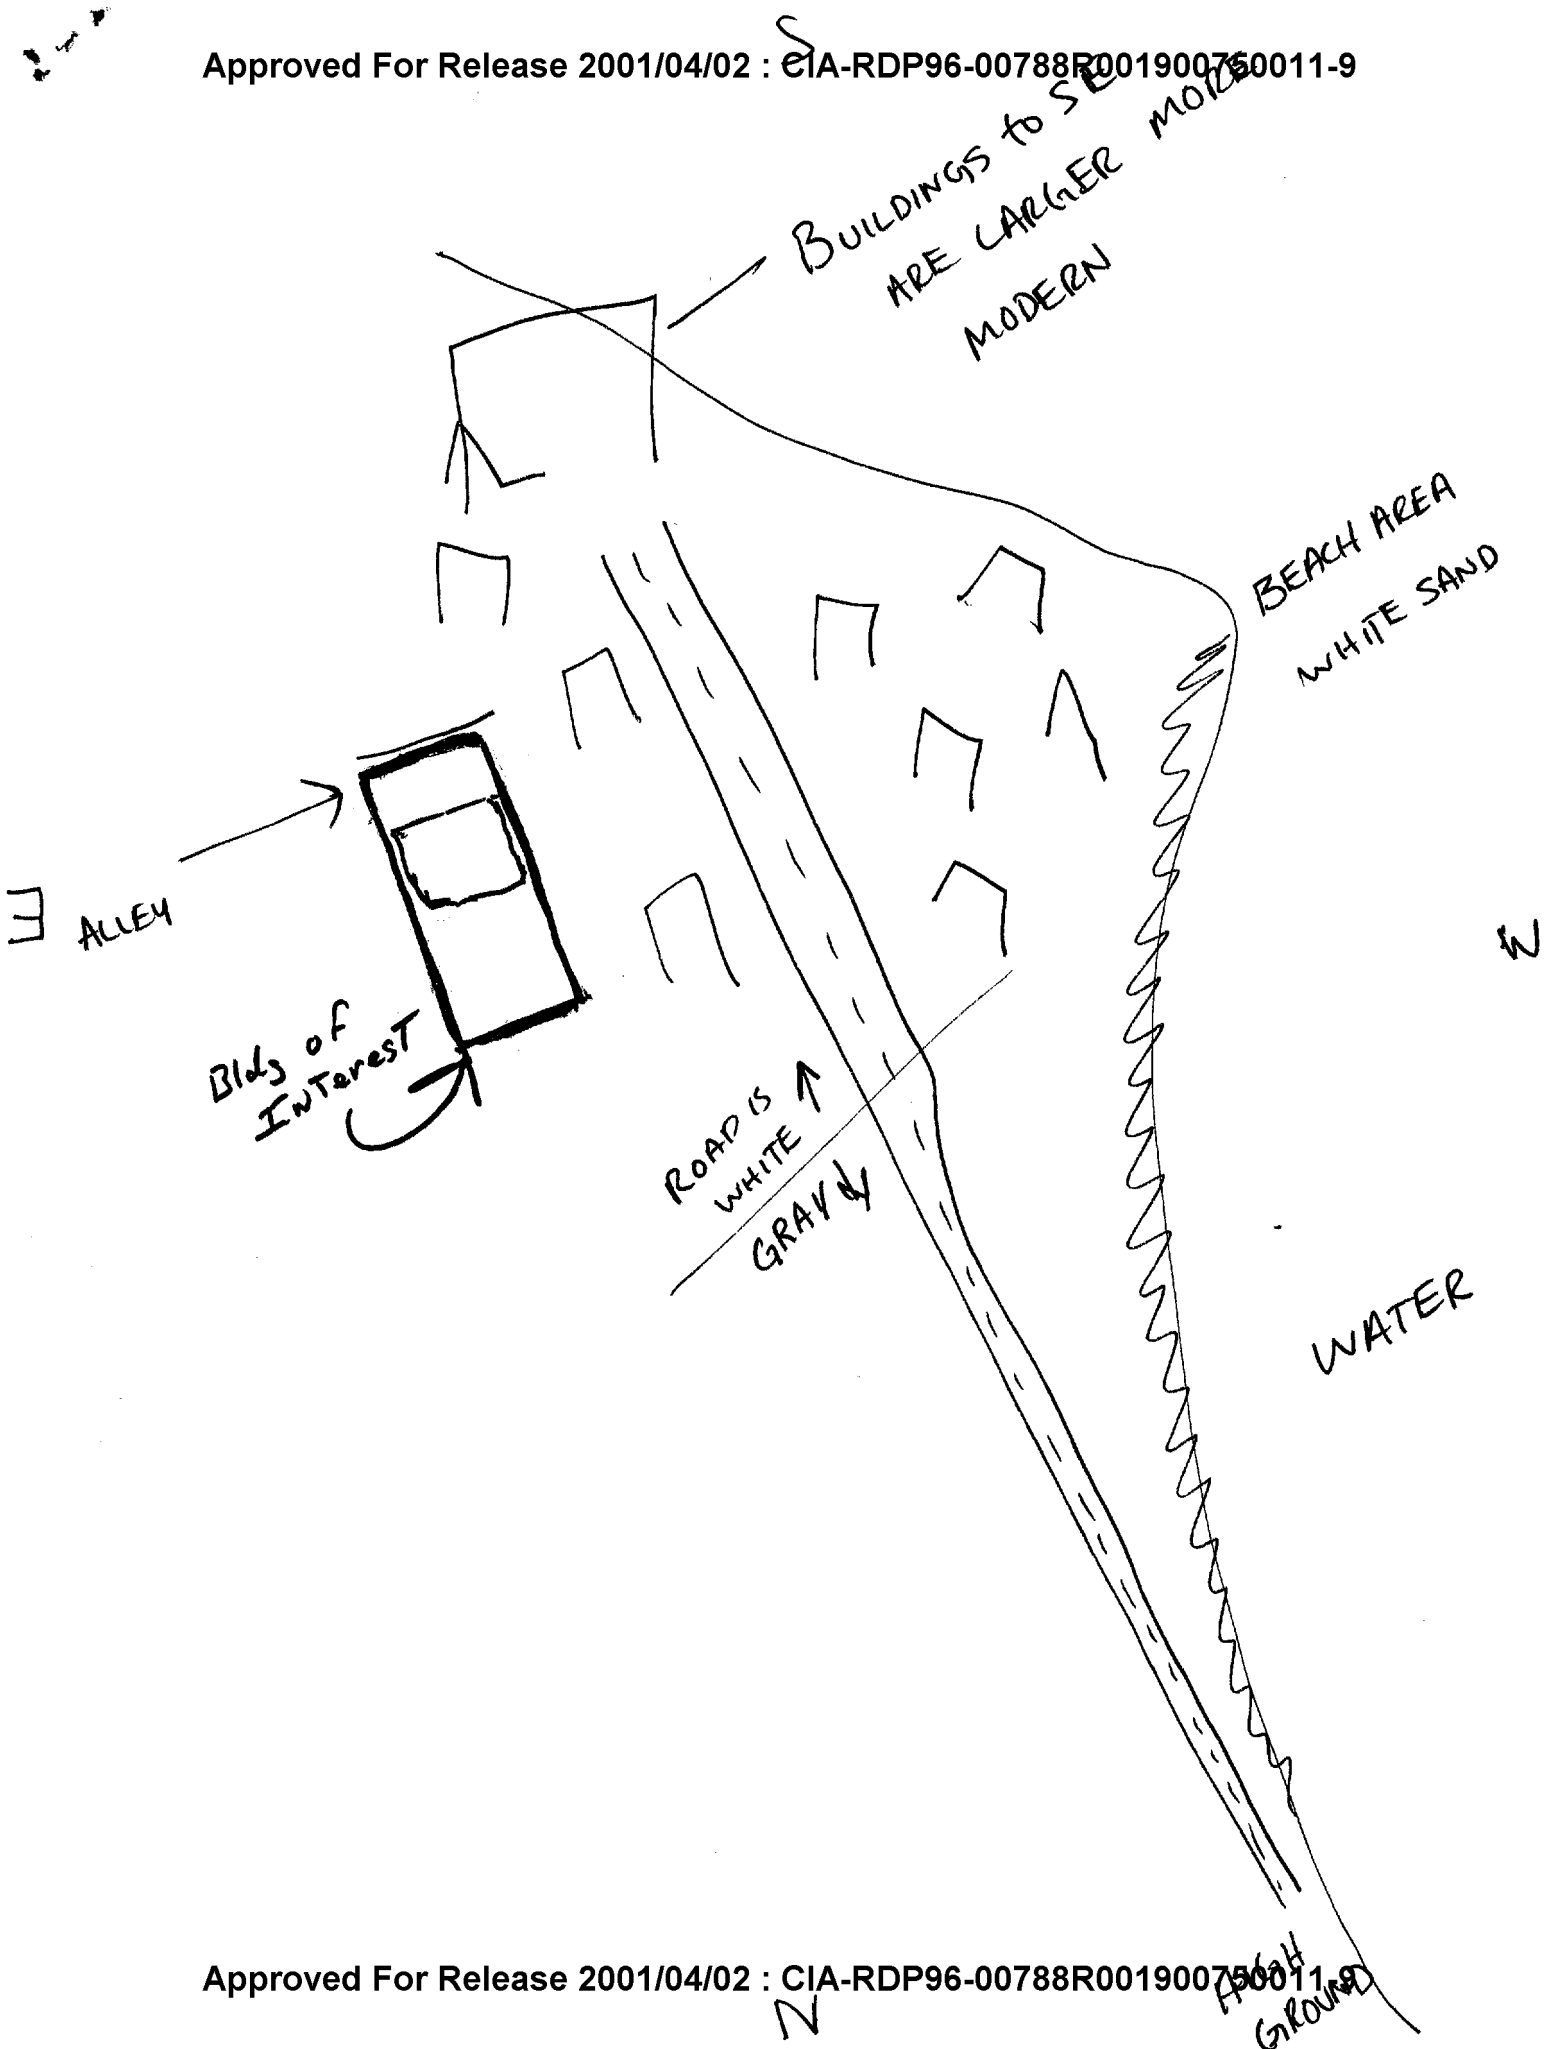 S
Approved For Release 2001/04/02 : CIA-RDP96-00788R001900750011-9
BUILDINGS to SE
ARE LARGER MORE
MODERN
BEACH AREA
WHITE SAND
E
ALLEY
W
Bldg of
INTeresT
ROAD IS
WHITE
GRAY
WATER
Approved For Release 2001/04/02 : CIA-RDP96-00788R001900750011-9
HIGH
GROUND
N